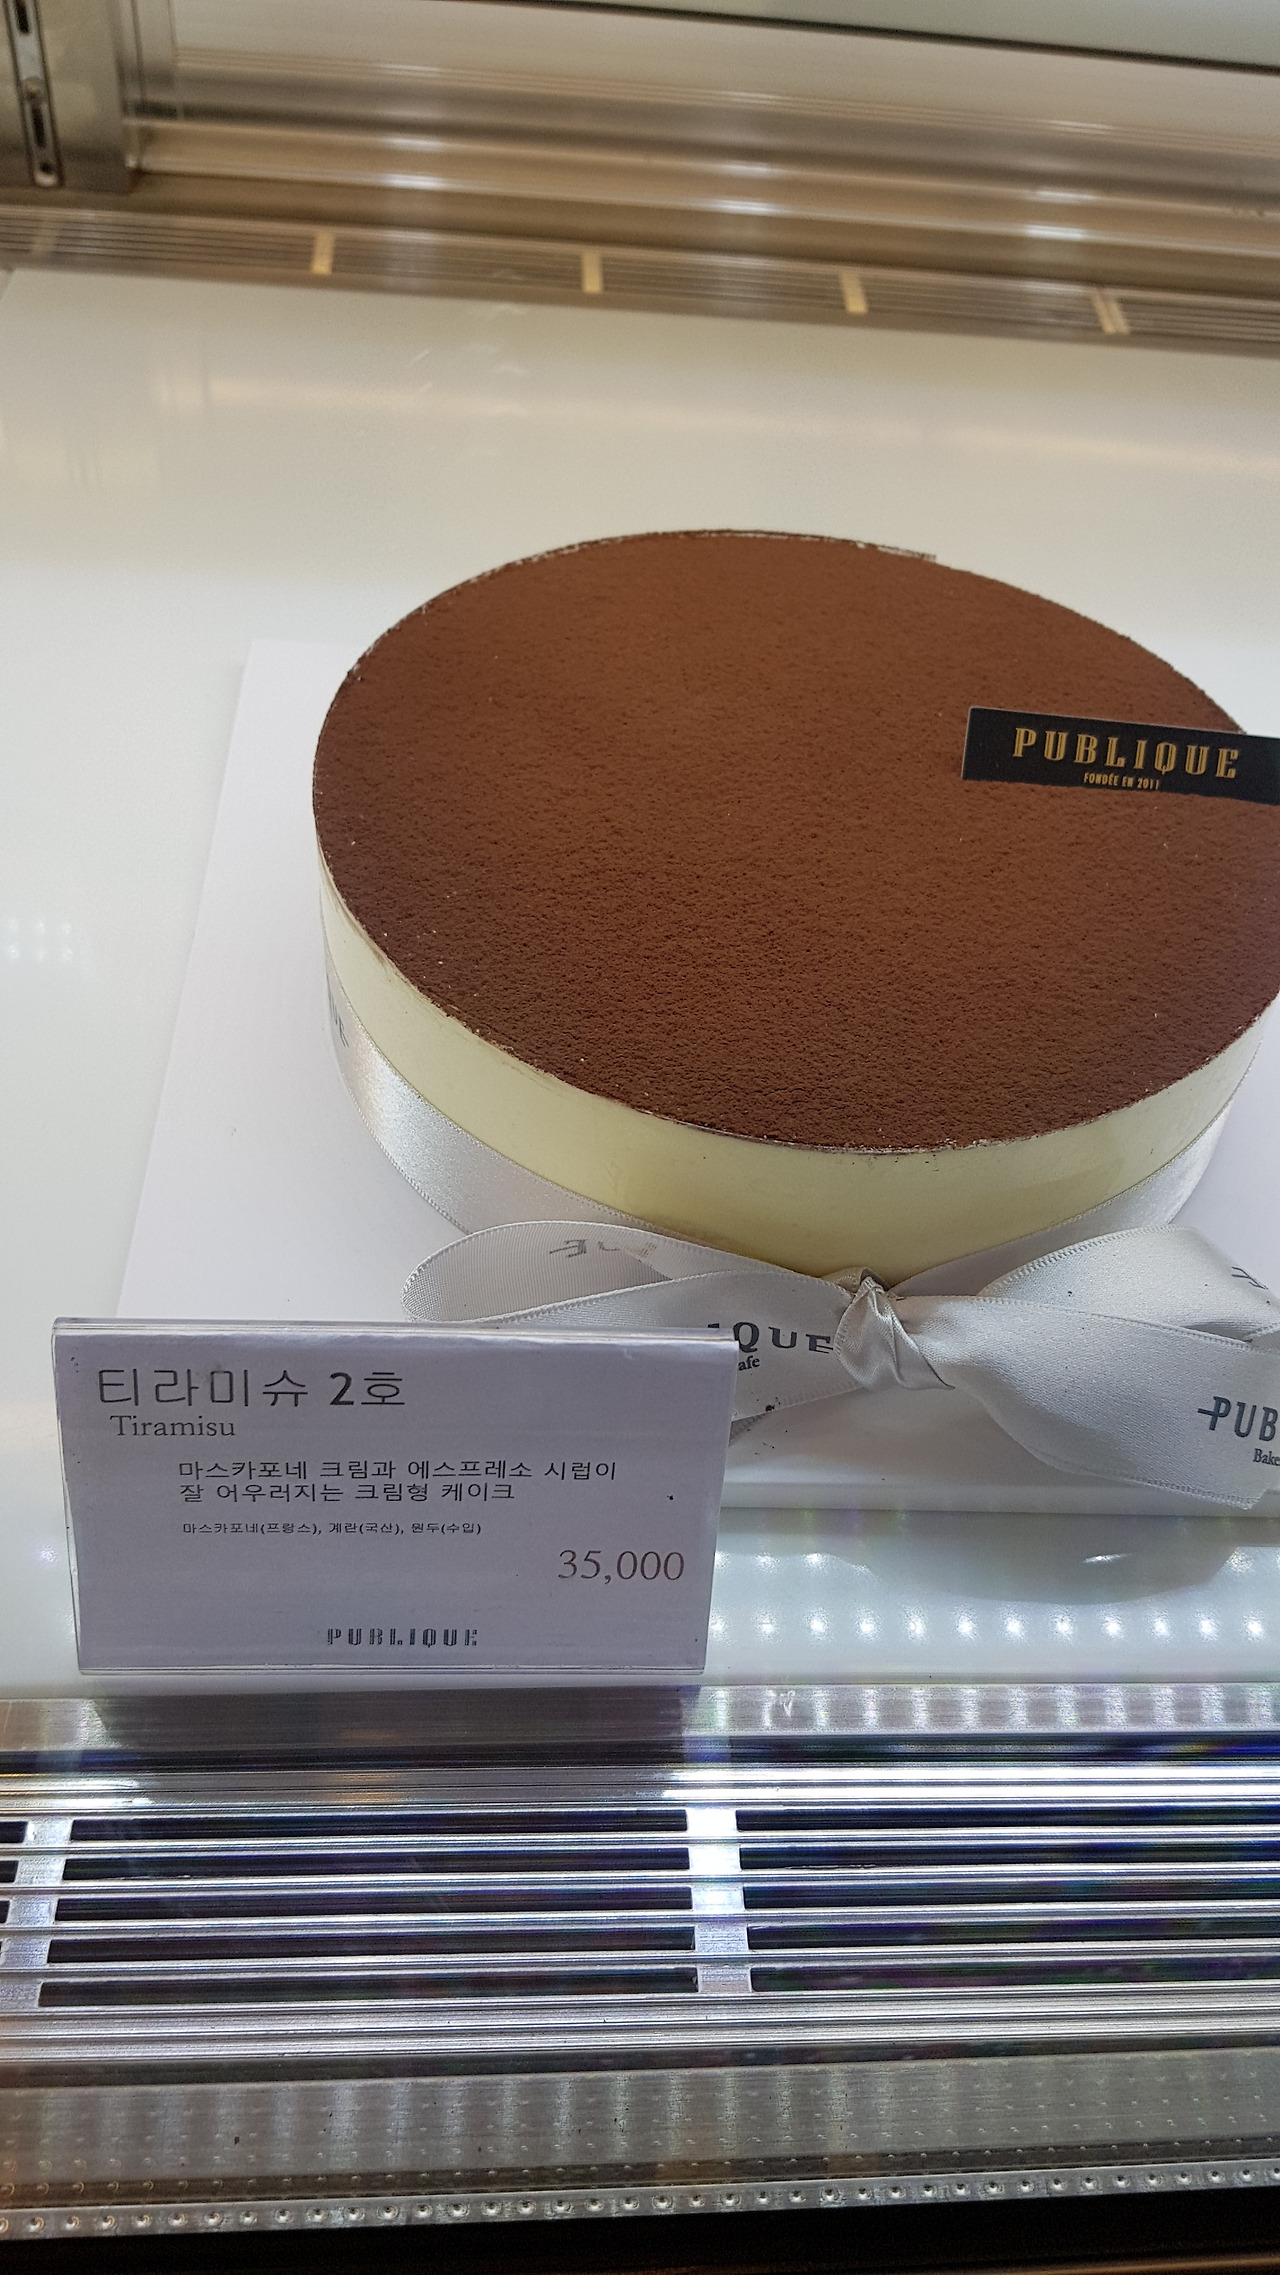 PUBLIQUE
FONDÉE EN 2011
QUE
afe
PUB
Bake
티라미슈 2호
Tiramisu
마스카포네 크림과 에스프레소 시럽이
잘 어우러지는 크림형 케이크
마스카포네(프랑스), 계란(국산), 원두(수입)
35,000
PUBLIQUE